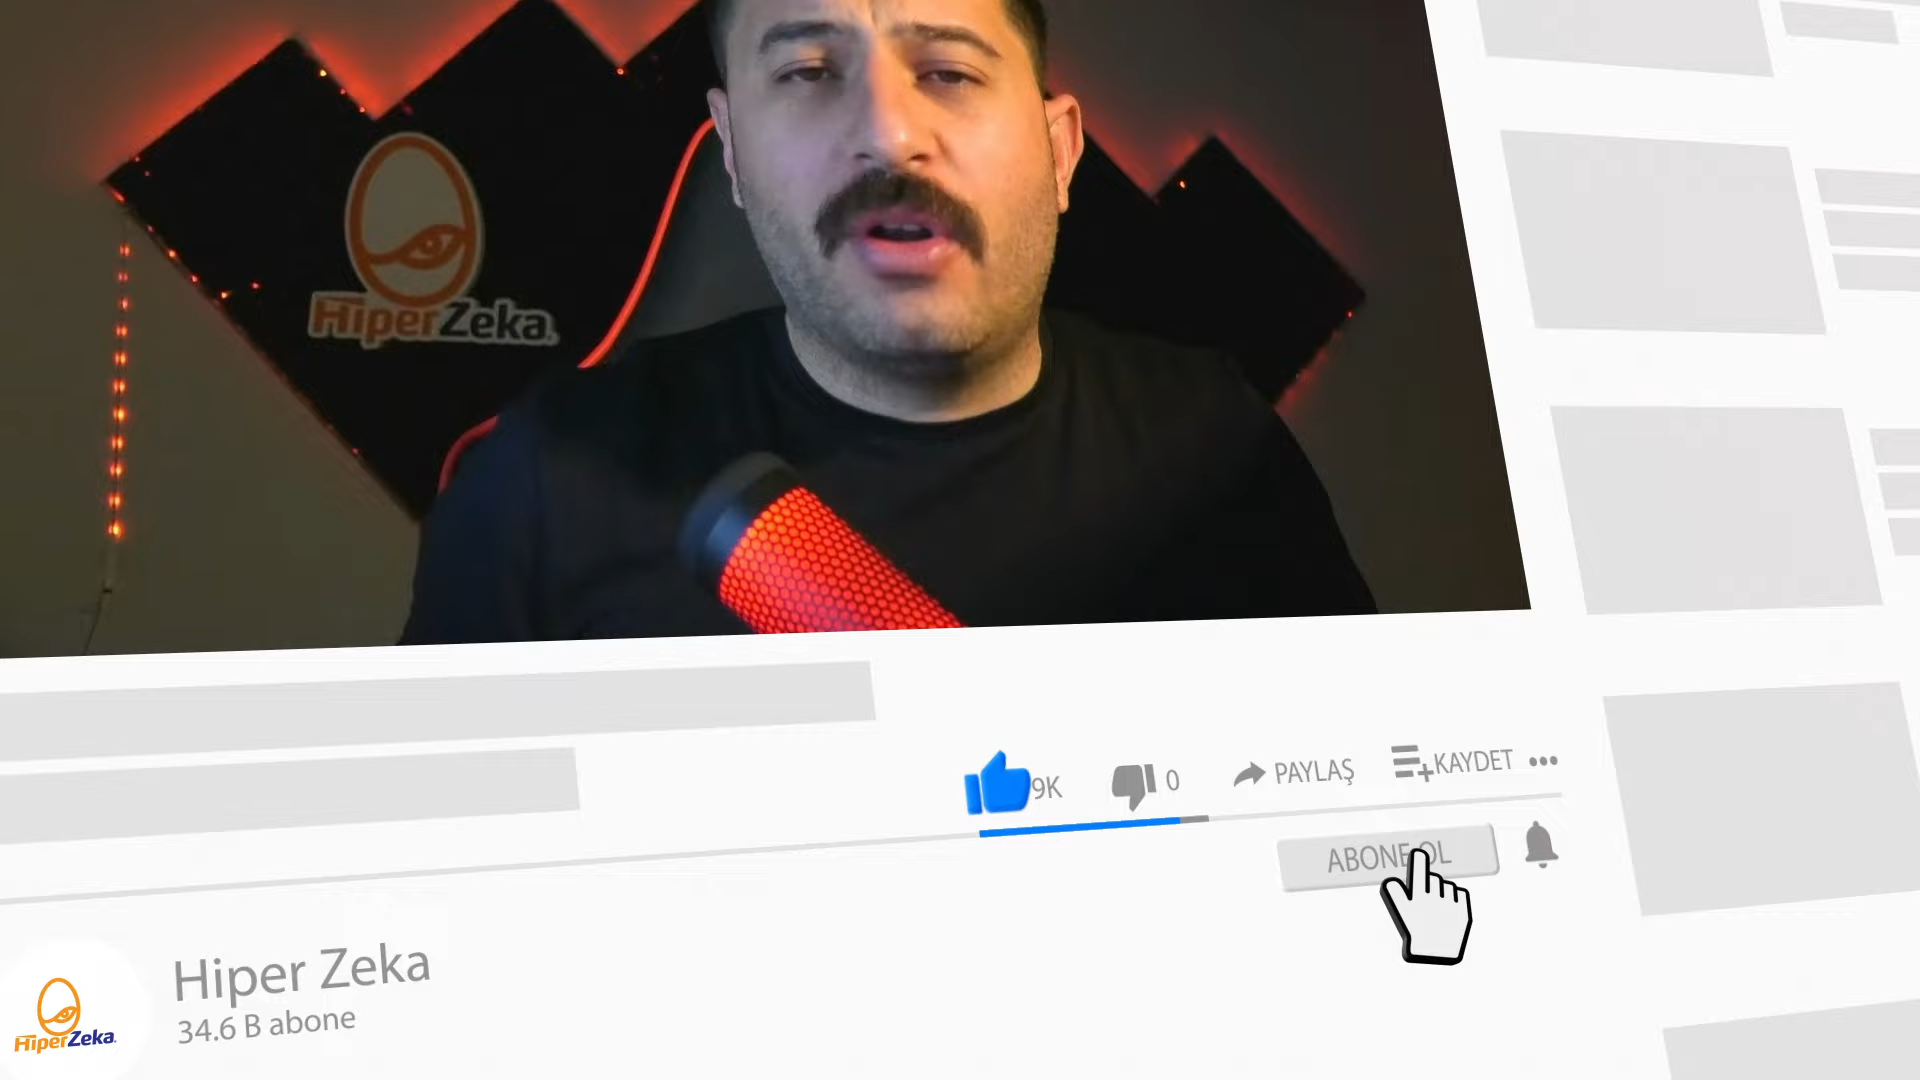 HiperZeka.
9K
0
PAYLAŞ
KAYDET
ABONE OL
Hiper Zeka
34.6 B abone
HiperZeka.